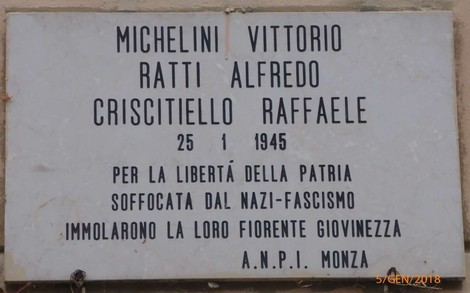 MICHELINI VITTORIO
RATTI ALFREDO
CRISCITIELLO RAFFAELE
25 1 1945
PER LA LIBERTÁ DELLA PATRIA
SOFFOCATA DAL NAZI-FASCISMO
IMMOLARONO LA LORO FIORENTE GIOVINEZZA
A.N.P.I. MONZA
5/GEN/2018